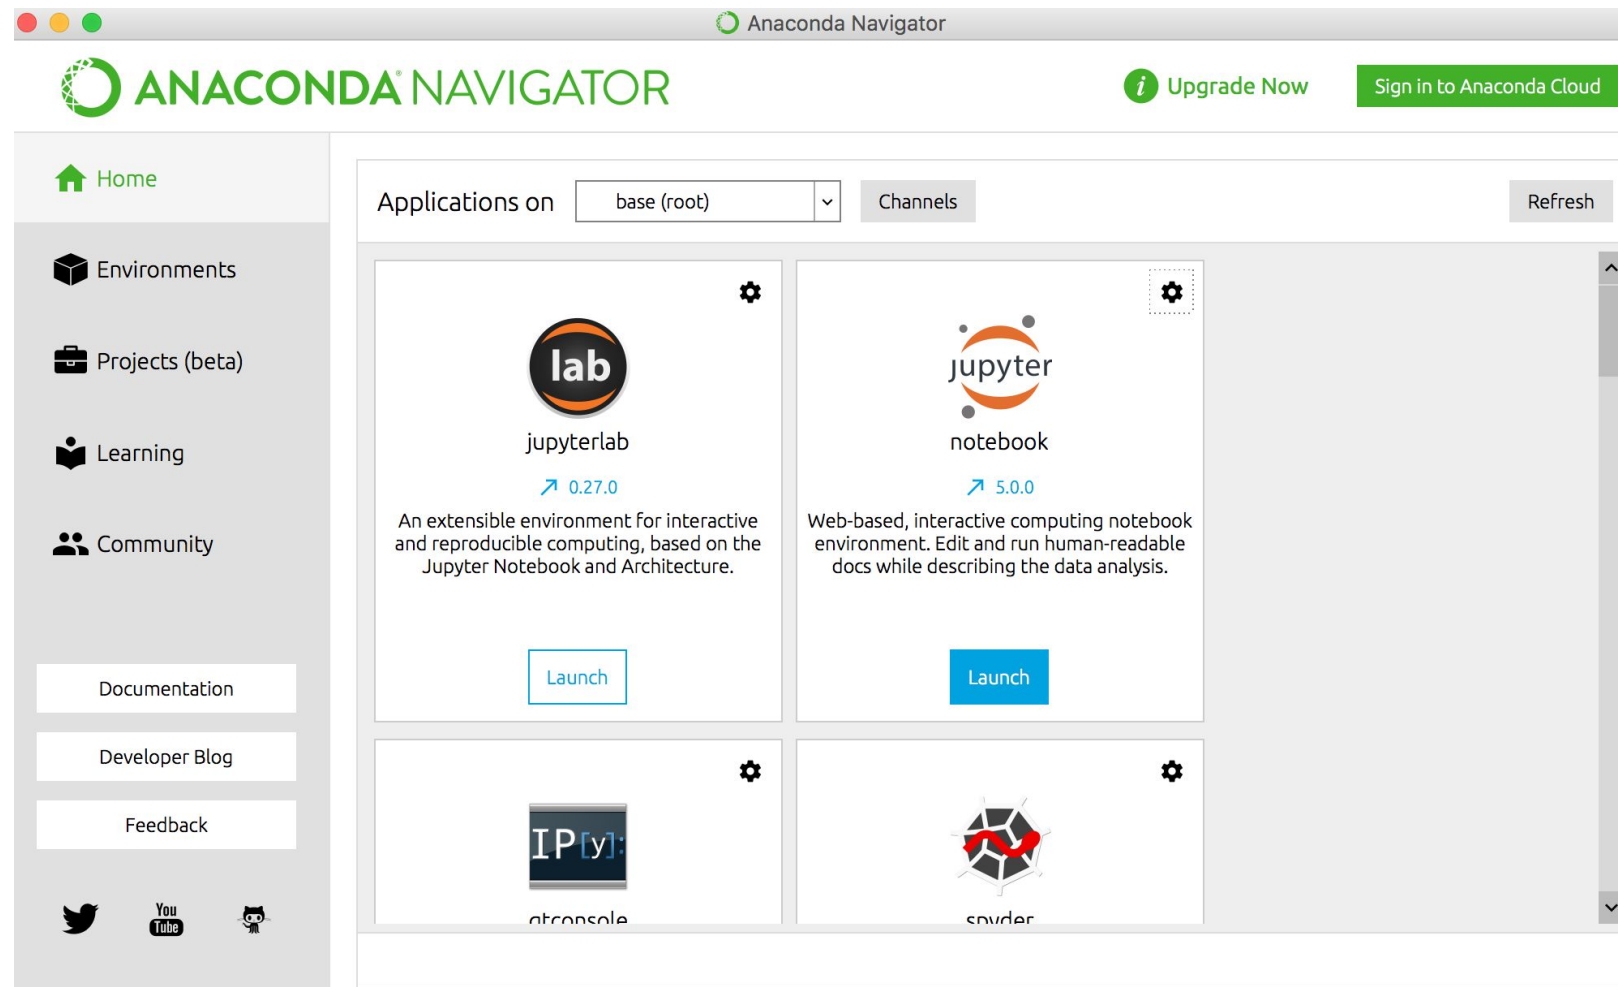 Anaconda Navigator
ANACONDA NAVIGATOR
Upgrade Now
Sign in to Anaconda Cloud
Home
Environments
Projects (beta)
Learning
Community
Documentation
Developer Blog
Feedback
You
Tube
Applications on
base (root)
Channels
Refresh
lab
jupyterlab
0.27.0
An extensible environment for interactive
and reproducible computing, based on the
Jupyter Notebook and Architecture.
Launch
jupyter
notebook
5.0.0
Web-based, interactive computing notebook
environment. Edit and run human-readable
docs while describing the data analysis.
Launch
IP[y]:
qtconsole
spyder